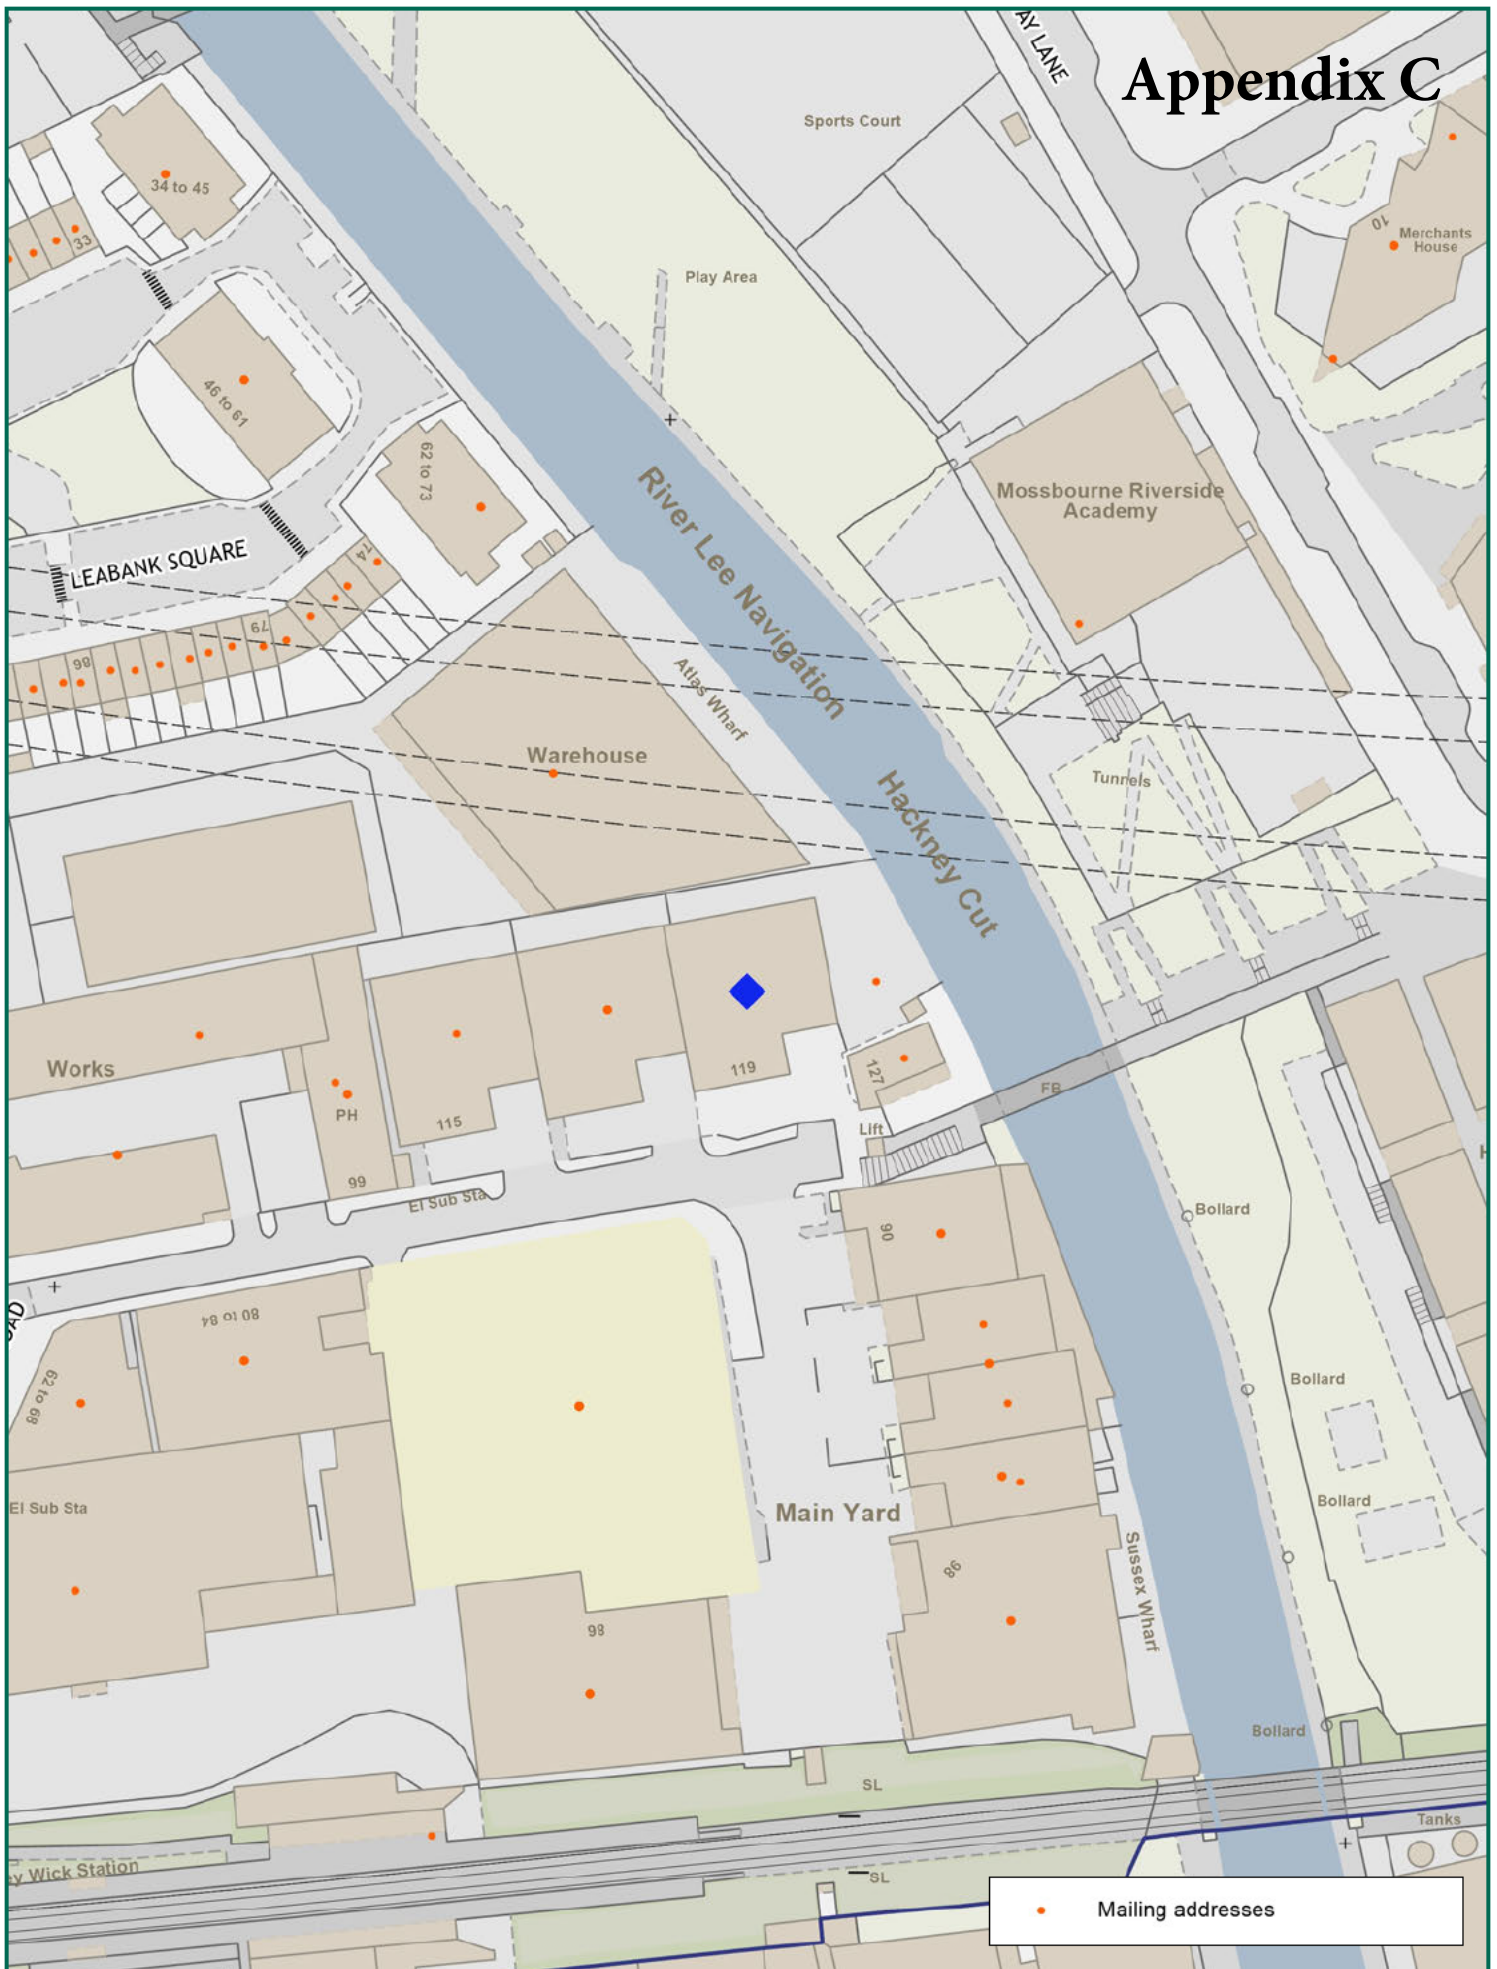 AY LANE
Appendix C
Sports Court
34 to 45
33
10
Merchants
House
Play Area
46 to 61
62 to 73
River Lee Navigation
Mossbourne Riverside
Academy
LEABANK SQUARE
74
79
86
Atlas Wharf
Warehouse
Tunnels
Hackney Cut
Works
119
127
PH
115
FB
Lift
99
El Sub Sta
Bollard
90
80 to 84
OAD
62 to 68
Bollard
El Sub Sta
Main Yard
Bollard
Sussex Wharf
98
98
Bollard
SL
Tanks
y Wick Station
SL
Mailing addresses